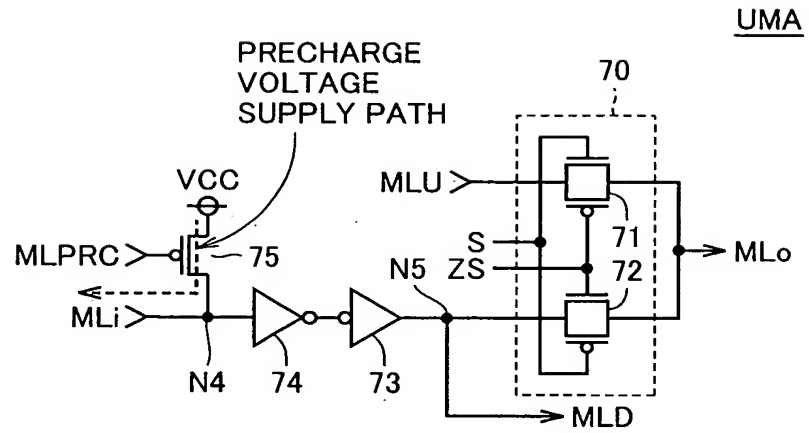 UMA
PRECHARGE
VOLTAGE
SUPPLY PATH
70
VCC
MLU
71
MLPRC
75
S
ZS
MLo
N5
72
MLi
N4
74
73
MLD